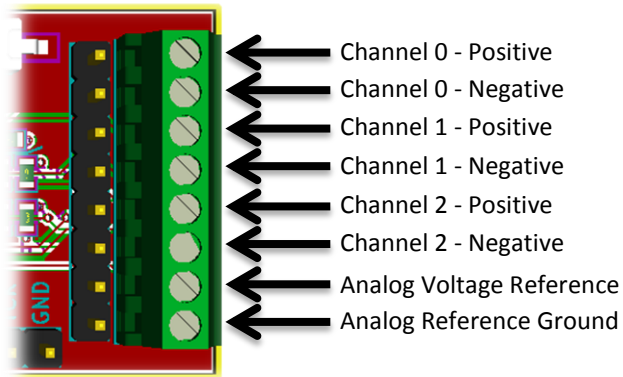 Channel 0 - Positive
Channel 0 - Negative
Channel 1 - Positive
Channel 1 - Negative
Channel 2 - Positive
Channel 2 - Negative
Analog Voltage Reference
Analog Reference Ground
GND